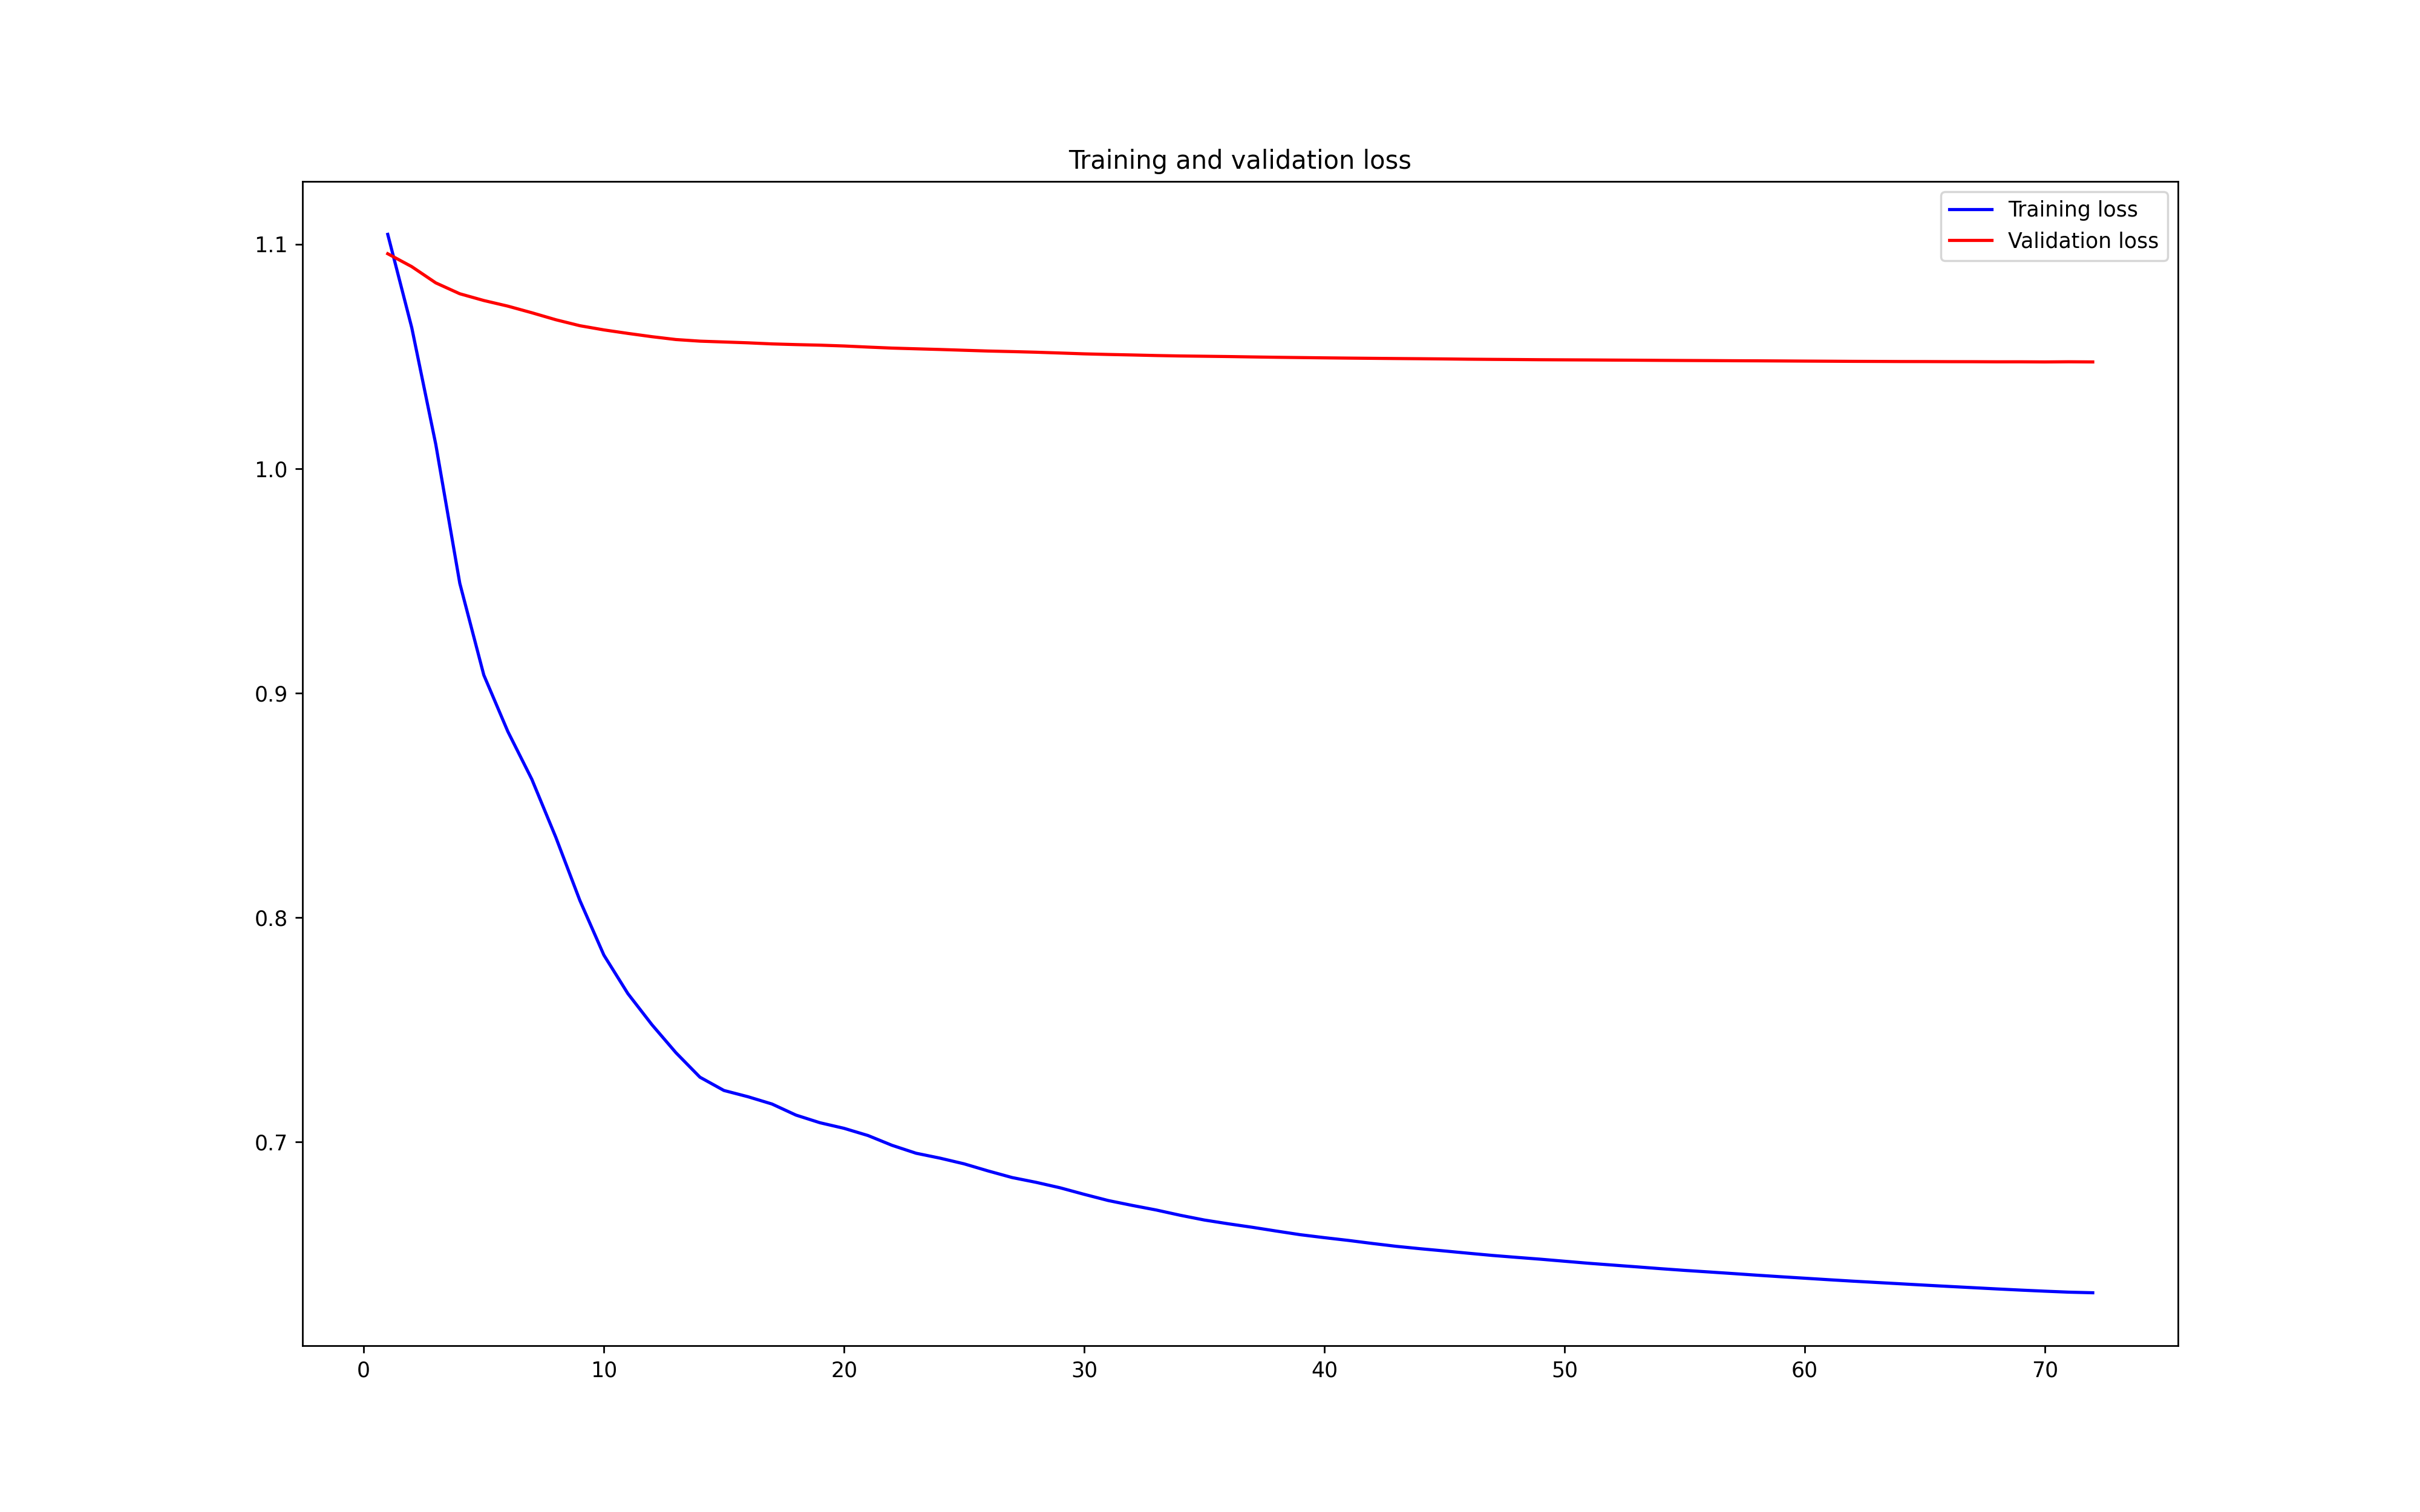 Training and validation loss
Training loss
Validation loss
1.1
1.0
0.9
0.8
0.7
0 10 20 30 40 50 60 70